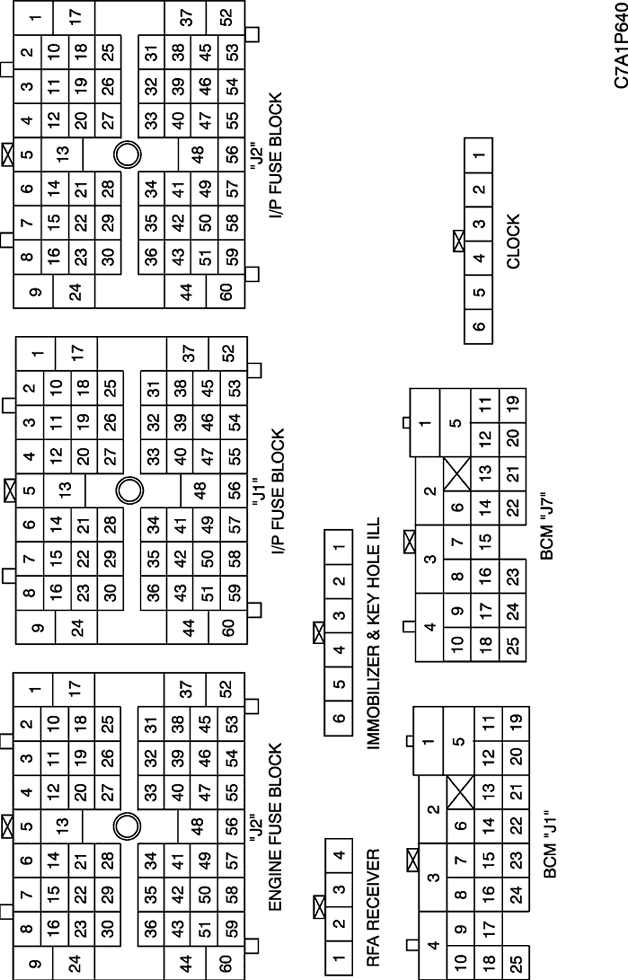 9 8 7 6 5 4 3 2 1
16 15 14 13 12 11 10
24 23 22 21 20 19 18 17
30 29 28 27 26 25
36 35 34 33 32 31
44 43 42 41 40 39 38 37
51 50 49 48 47 46 45
60 59 58 57 56 55 54 53 52
"J2"
ENGINE FUSE BLOCK
9 8 7 6 5 4 3 2 1
16 15 14 13 12 11 10
24 23 22 21 20 19 18 17
30 29 28 27 26 25
36 35 34 33 32 31
44 43 42 41 40 39 38 37
51 50 49 48 47 46 45
60 59 58 57 56 55 54 53 52
"J1"
I/P FUSE BLOCK
9 8 7 6 5 4 3 2 1
16 15 14 13 12 11 10
24 23 22 21 20 19 18 17
30 29 28 27 26 25
36 35 34 33 32 31
44 43 42 41 40 39 38 37
51 50 49 48 47 46 45
60 59 58 57 56 55 54 53 52
"J2"
I/P FUSE BLOCK
1 2 3 4
RFA RECEIVER
6 5 4 3 2 1
IMMOBILIZER & KEY HOLE ILL
4 3 2 1
10 9 8 7 6 5
18 17 16 15 14 13 12 11
25 24 23 22 21 20 19
BCM "J1"
4 3 2 1
10 9 8 7 6 5
18 17 16 15 14 13 12 11
25 24 23 22 21 20 19
BCM "J7"
6 5 4 3 2 1
CLOCK
C7A1P640